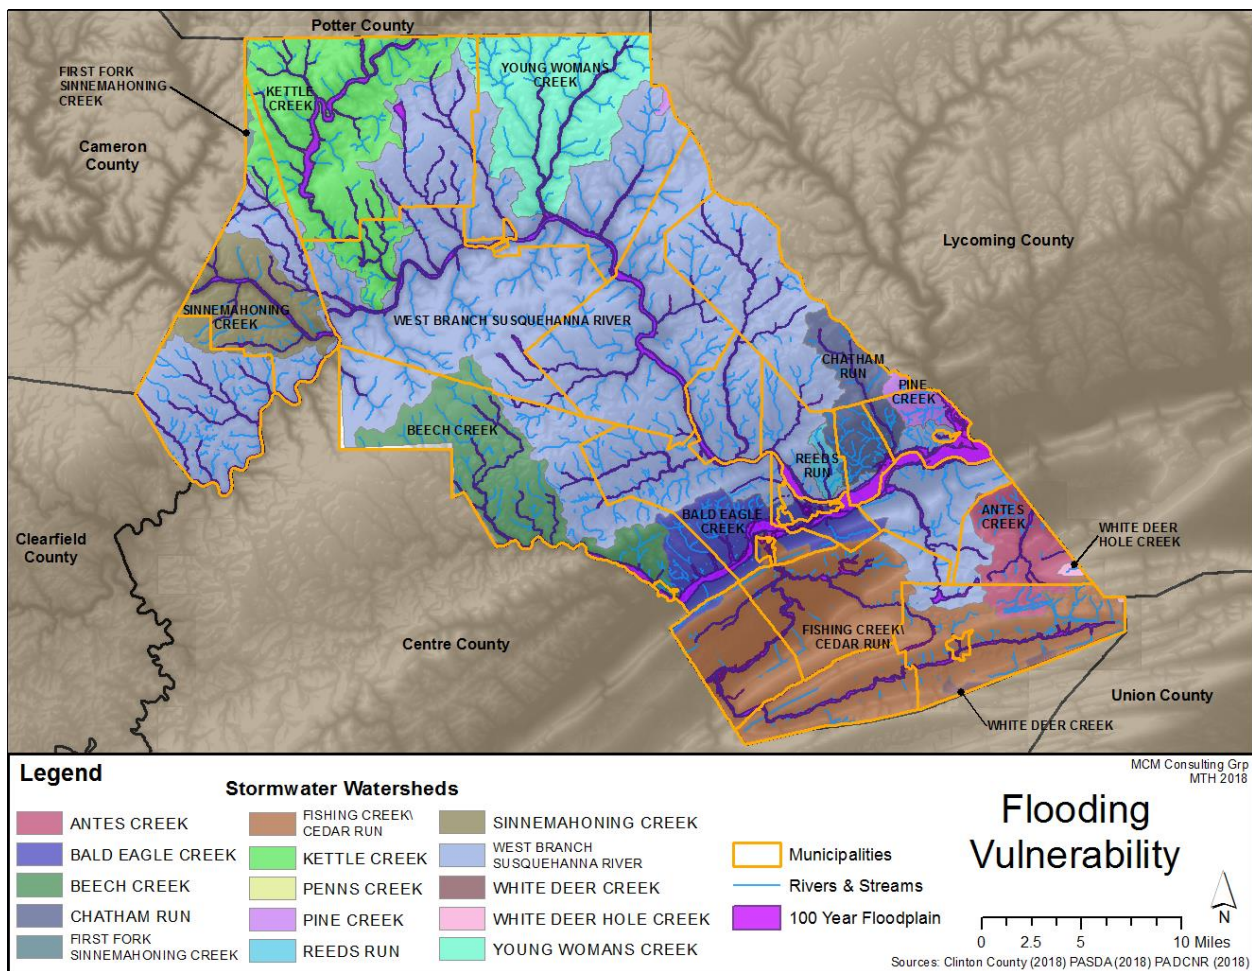 Potter County
FIRST FORK
SINNEMAHONING
CREEK
KETTLE
CREEK
YOUNG WOMANS
CREEK
Cameron
County
Lycoming County
SINNEMAHONING
CREEK
WEST BRANCH SUSQUEHANNA RIVER
CHATHAM
RUN
PINE
CREEK
BEECH CREEK
REEDS
RUN
BALD EAGLE
CREEK
ANTES
CREEK
WHITE DEER
HOLE CREEK
Clearfield
County
Centre County
FISHING CREEK\
CEDAR RUN
Union County
WHITE DEER CREEK
Legend
Stormwater Watersheds
ANTES CREEK
BALD EAGLE CREEK
BEECH CREEK
CHATHAM RUN
FIRST FORK
SINNEMAHONING CREEK
FISHING CREEK\
CEDAR RUN
KETTLE CREEK
PENNS CREEK
PINE CREEK
REEDS RUN
SINNEMAHONING CREEK
WEST BRANCH
SUSQUEHANNA RIVER
WHITE DEER CREEK
WHITE DEER HOLE CREEK
YOUNG WOMANS CREEK
Municipalities
Rivers & Streams
100 Year Floodplain
MCM Consulting Grp
MTH 2018
Flooding
Vulnerability
N
0 2.5 5 10 Miles
Sources: Clinton County (2018) PASDA (2018) PADCNR (2018)